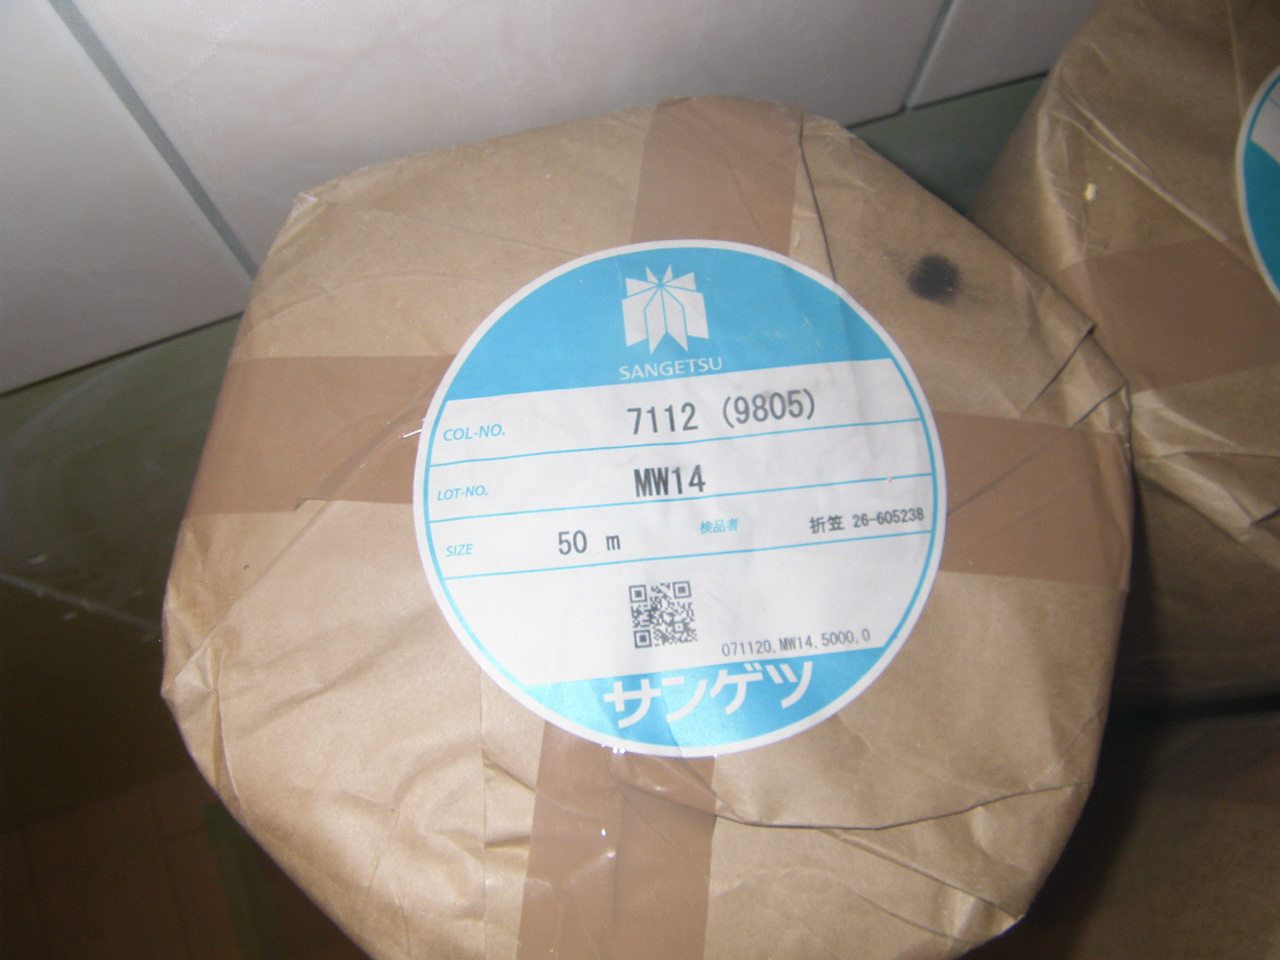 SANGETSU
COL-NO. 7112 (9805)
LOT-NO. MW14
SIZE 50 m 検品者 折笠 26-605238
071120,MW14,5000,0
サンゲツ